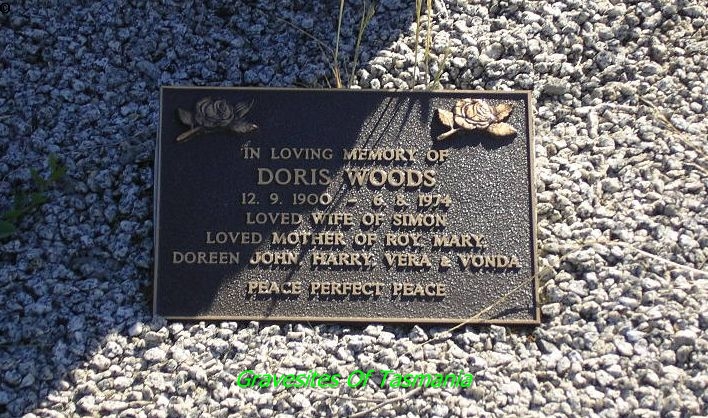 IN LOVING MEMORY OF
DORIS WOODS
12. 9. 1900 - 6. 8. 1974
LOVED WIFE OF SIMON
LOVED MOTHER OF ROY, MARY,
DOREEN, JOHN, HARRY, VERA & VONDA
PEACE PERFECT PEACE
Gravesites Of Tasmania